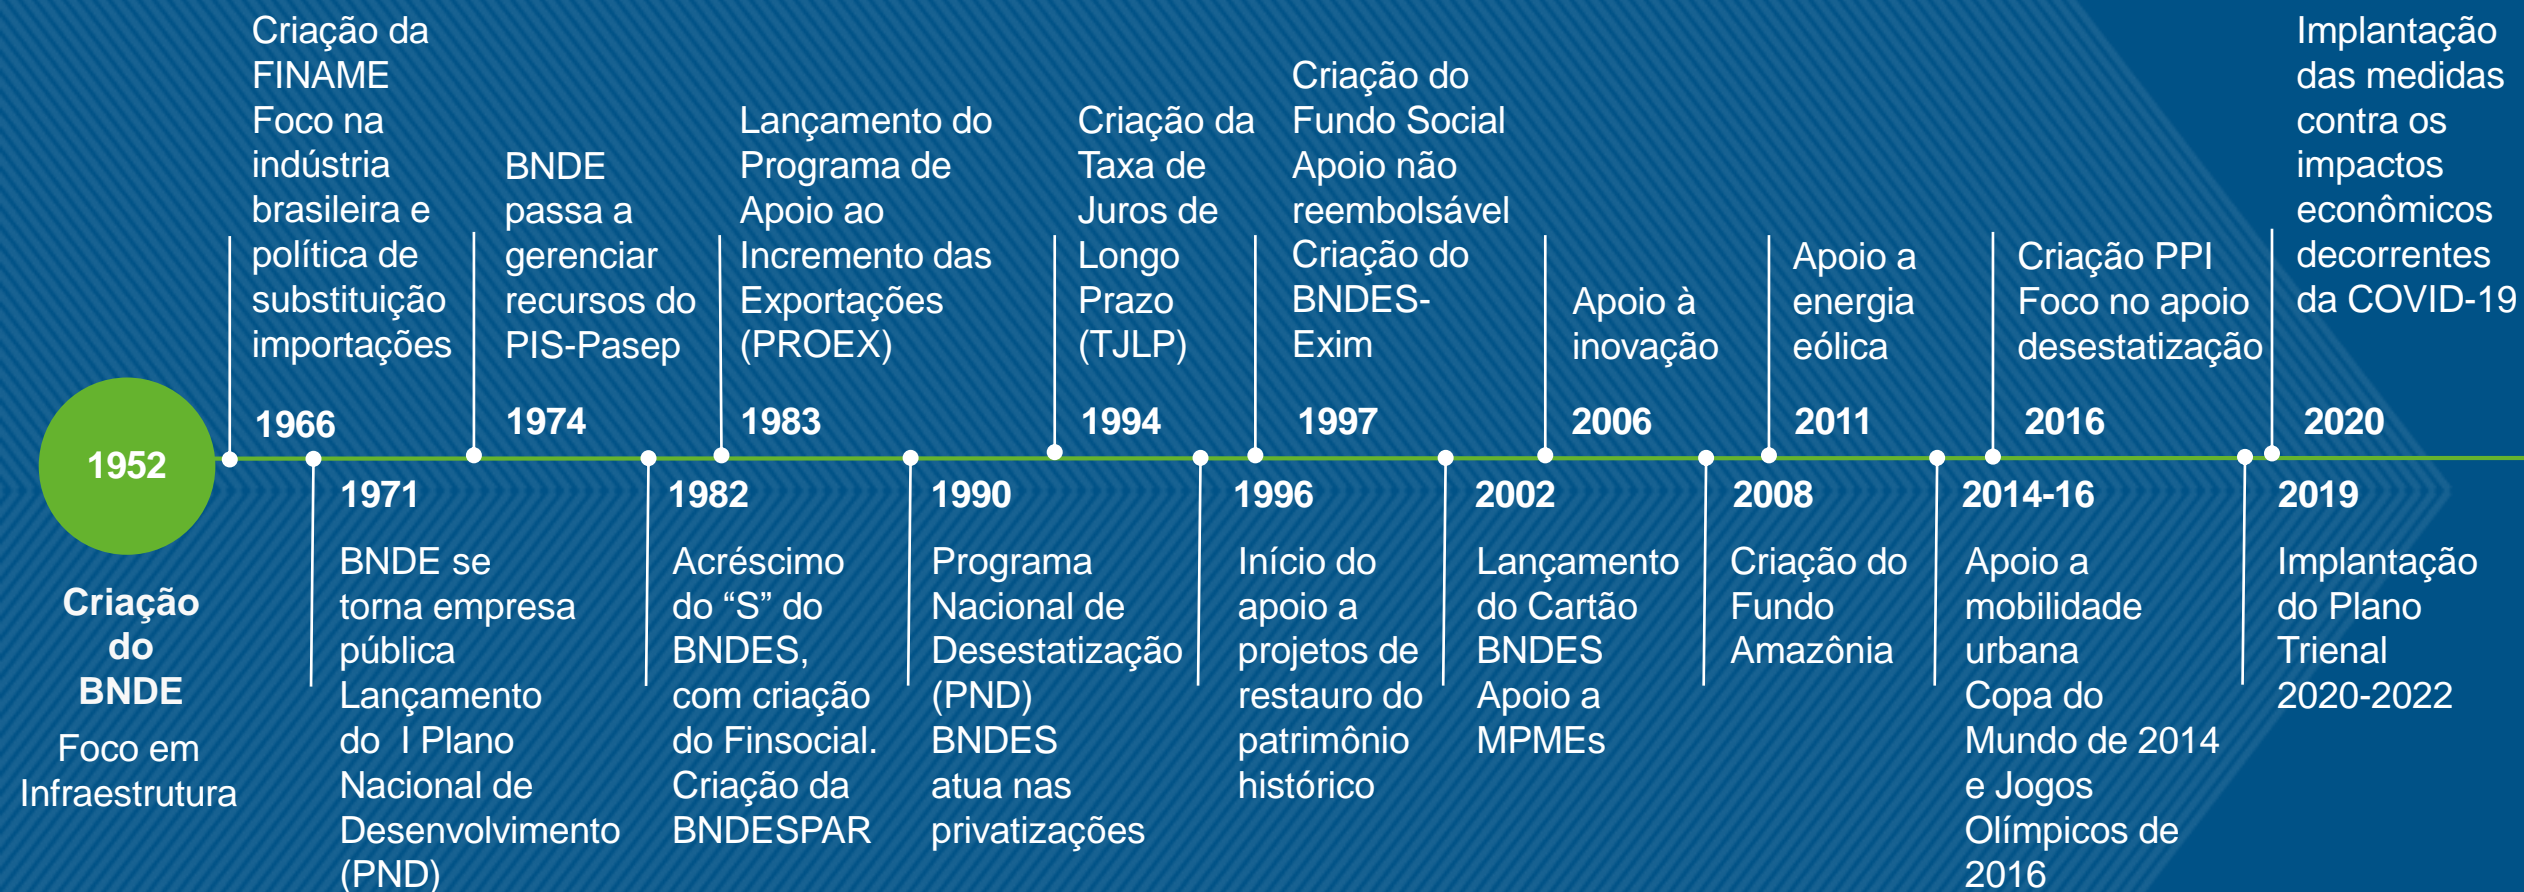 1952
Criação
do
BNDE
Foco em
Infraestrutura
Criação da
FINAME
Foco na
indústria
brasileira e
política de
substituição
importações
1966
1971
BNDE se
torna empresa
pública
Lançamento
do I Plano
Nacional de
Desenvolvimento
(PND)
BNDE
passa a
gerenciar
recursos do
PIS-Pasep
1974
1982
Acréscimo
do “S” do
BNDES,
com criação
do Finsocial.
Criação da
BNDESPAR
Lançamento do
Programa de
Apoio ao
Incremento das
Exportações
(PROEX)
1983
1990
Programa
Nacional de
Desestatização
(PND)
BNDES
atua nas
privatizações
Criação da
Taxa de
Juros de
Longo
Prazo
(TJLP)
1994
1996
Início do
apoio a
projetos de
restauro do
patrimônio
histórico
Criação do
Fundo Social
Apoio não
reembolsável
Criação do
BNDES-
Exim
1997
2002
Lançamento
do Cartão
BNDES
Apoio a
MPMEs
Apoio à
inovação
2006
2008
Criação do
Fundo
Amazônia
Apoio a
energia
eólica
2011
2014-16
Apoio a
mobilidade
urbana
Copa do
Mundo de 2014
e Jogos
Olímpicos de
2016
Criação PPI
Foco no apoio
desestatização
2016
2019
Implantação
do Plano
Trienal
2020-2022
Implantação
das medidas
contra os
impactos
econômicos
decorrentes
da COVID-19
2020